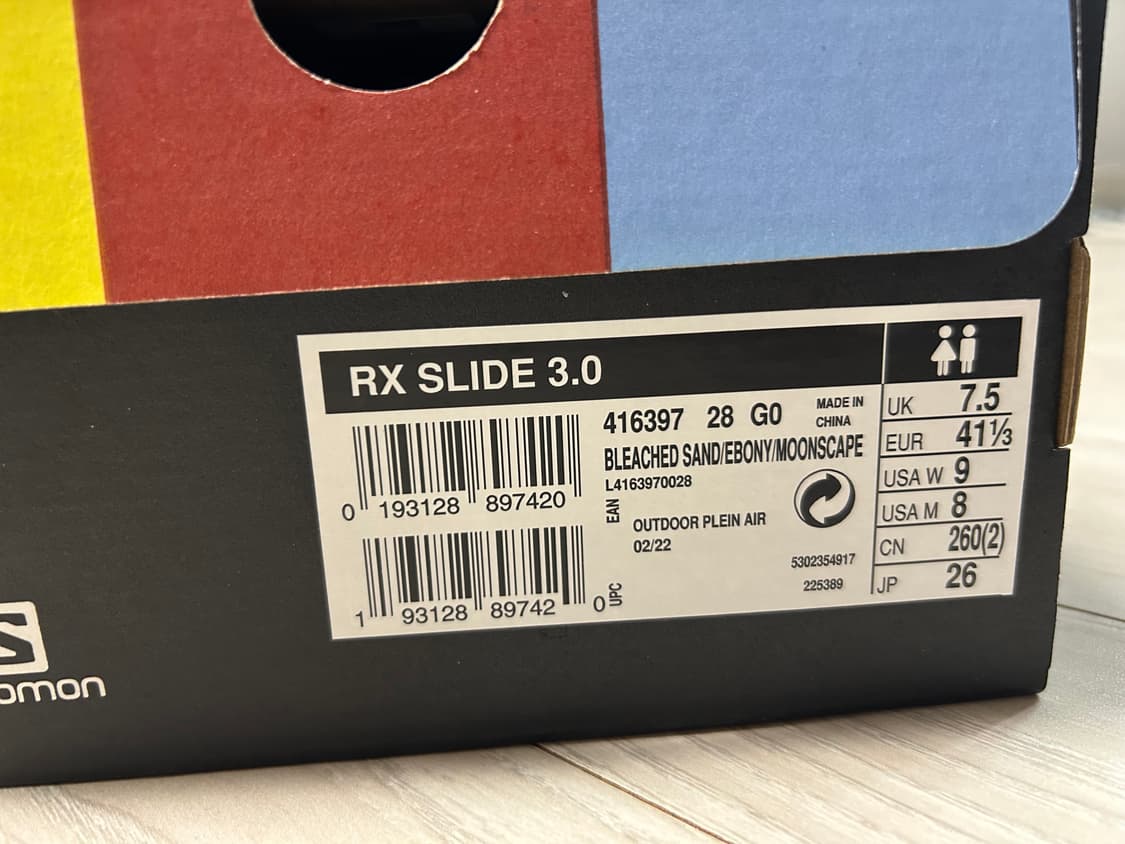 RX SLIDE 3.0
416397 28 G0
MADE IN
CHINA
BLEACHED SAND/EBONY/MOONSCAPE
L4163970028
0 193128 897420
EAN
OUTDOOR PLEIN AIR
02/22
5302354917
225389
1 93128 89742 0
UPC
UK 7.5
EUR 41⅓
USA W 9
USA M 8
CN 260(2)
JP 26
omon